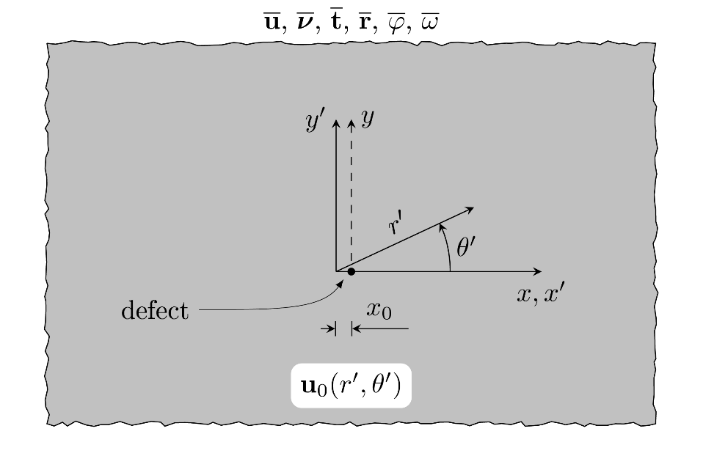 u̅, ν̅, t̅, r̅, φ̅, ω̅
y′ y
r′
θ′
x, x′
defect
x₀
u₀(r′, θ′)